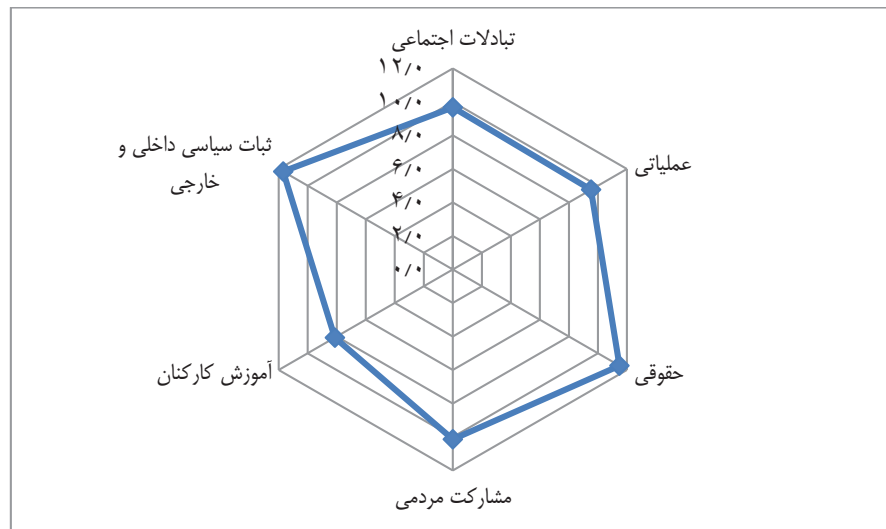 تبادلات اجتماعی
۱۲/۰
۱۰/۰
۸/۰
۶/۰
۴/۰
۲/۰
۰/۰
عملیاتی
حقوقی
مشارکت مردمی
آموزش کارکنان
ثبات سیاسی داخلی و
خارجی